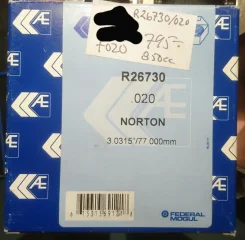 R26730/020
+020
795:-
850cc
Æ
R26730
.020
NORTON
3.0315"/77.000mm
Æ
Æ
FEDERAL
MOGUL